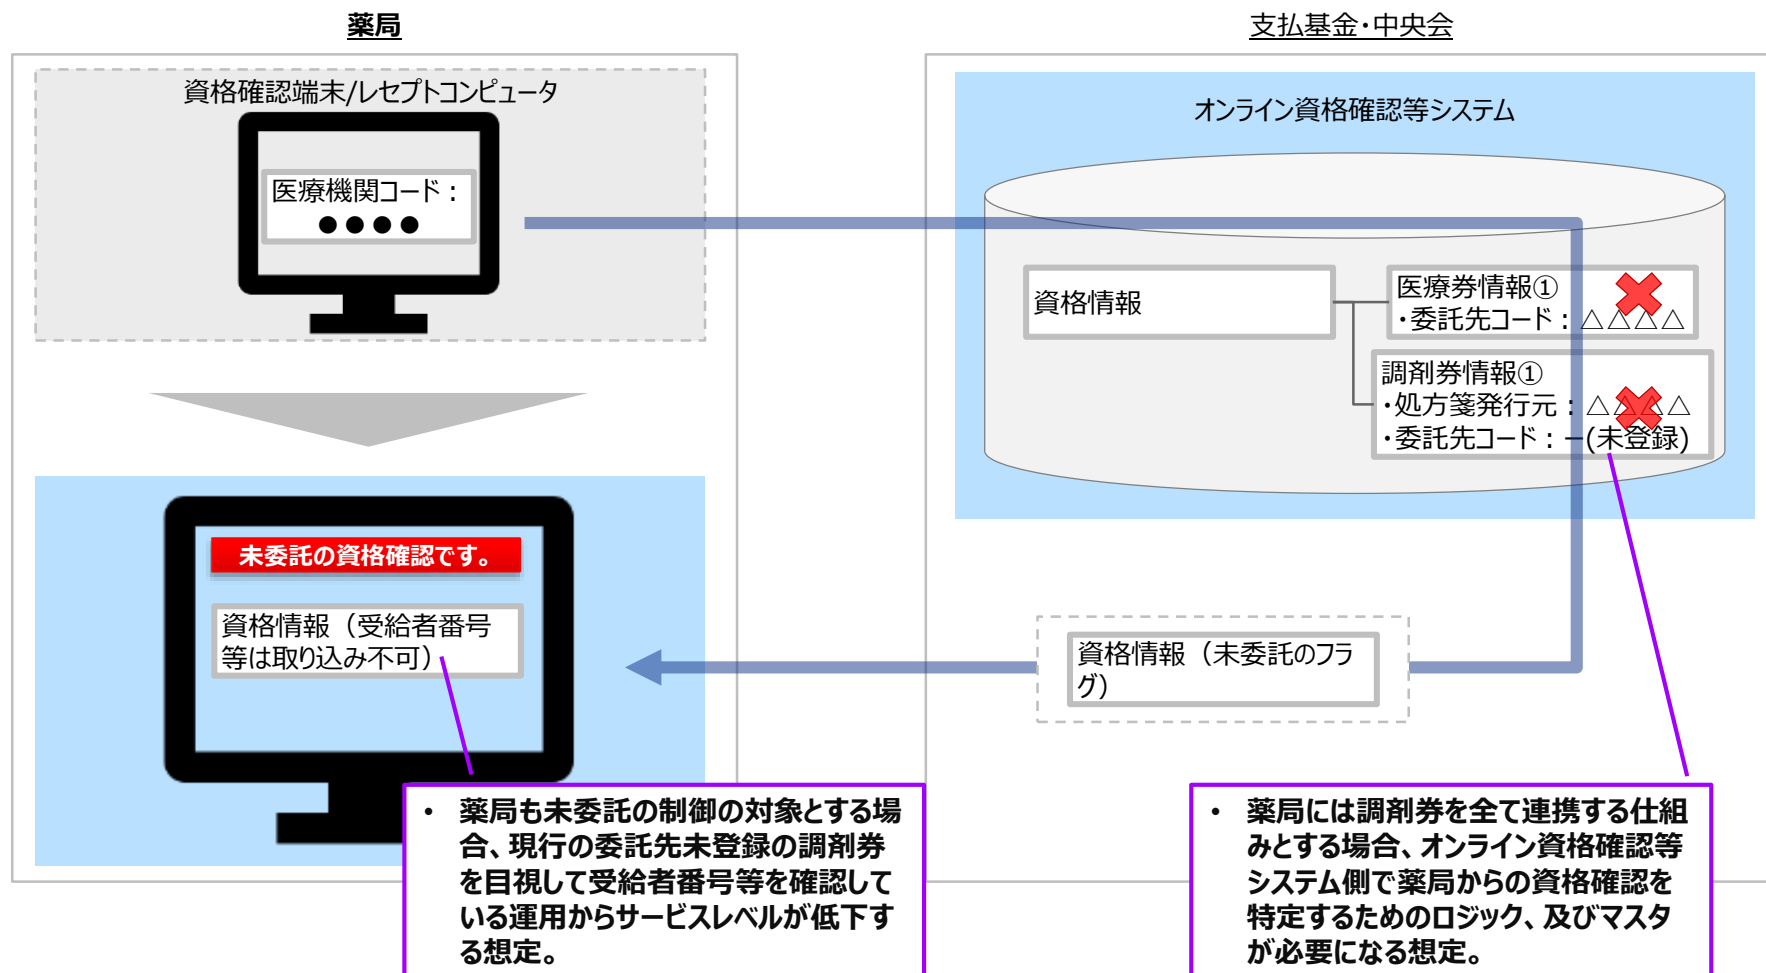 薬局
支払基金・中央会
資格確認端末/レセプトコンピュータ
医療機関コード：
●●●●
オンライン資格確認等システム
資格情報
医療券情報①
・委託先コード：△△△△
調剤券情報①
・処方箋発行元：△△△△
・委託先コード：－(未登録)
未委託の資格確認です。
資格情報（受給者番号
等は取り込み不可）
資格情報（未委託のフラ
グ）
• 薬局も未委託の制御の対象とする場
合、現行の委託先未登録の調剤券
を目視して受給者番号等を確認して
いる運用からサービスレベルが低下す
る想定。
• 薬局には調剤券を全て連携する仕組
みとする場合、オンライン資格確認等
システム側で薬局からの資格確認を
特定するためのロジック、及びマスタ
が必要になる想定。